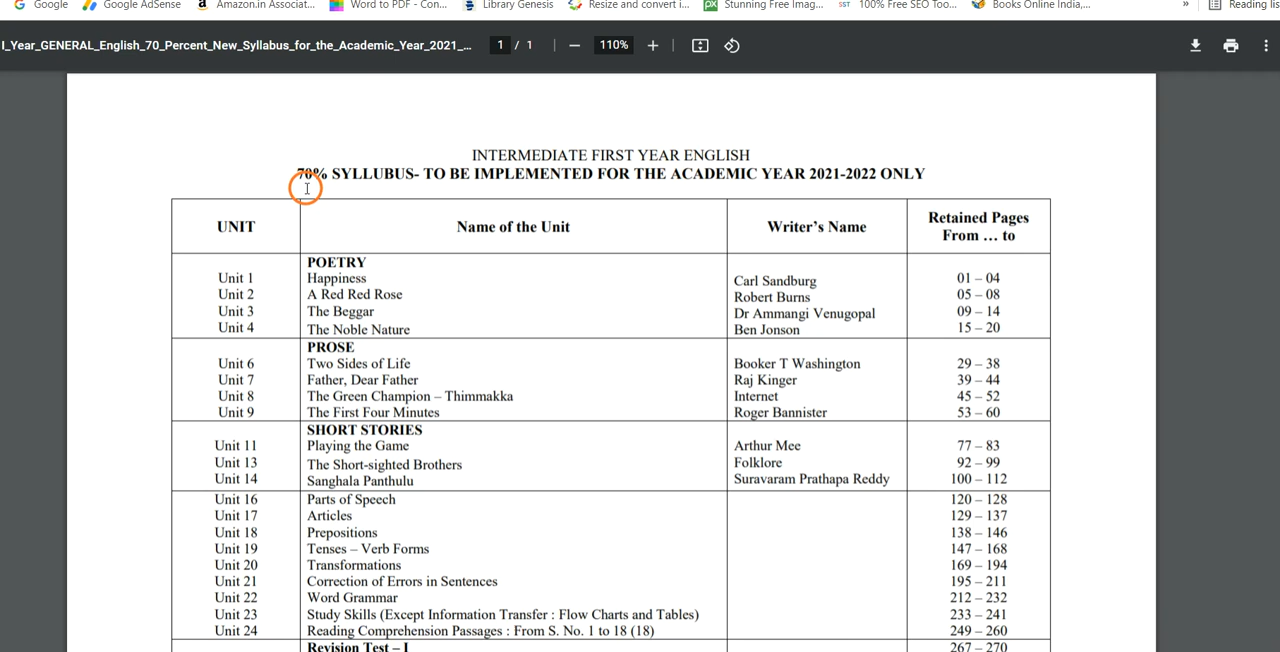 Google Google AdSense Amazon.in Associat... Word to PDF - Con... Library Genesis Resize and convert i... Stunning Free Imag... SST 100% Free SEO Too... Books Online India,... » Reading lis
I_Year_GENERAL_English_70_Percent_New_Syllabus_for_the_Academic_Year_2021_... 1 / 1 — 110% +
INTERMEDIATE FIRST YEAR ENGLISH
70% SYLLUBUS- TO BE IMPLEMENTED FOR THE ACADEMIC YEAR 2021-2022 ONLY
UNIT Name of the Unit Writer's Name Retained Pages
From … to
POETRY
Unit 1 Happiness Carl Sandburg 01 – 04
Unit 2 A Red Red Rose Robert Burns 05 – 08
Unit 3 The Beggar Dr Ammangi Venugopal 09 – 14
Unit 4 The Noble Nature Ben Jonson 15 – 20
PROSE
Unit 6 Two Sides of Life Booker T Washington 29 – 38
Unit 7 Father, Dear Father Raj Kinger 39 – 44
Unit 8 The Green Champion – Thimmakka Internet 45 – 52
Unit 9 The First Four Minutes Roger Bannister 53 – 60
SHORT STORIES
Unit 11 Playing the Game Arthur Mee 77 – 83
Unit 13 The Short-sighted Brothers Folklore 92 – 99
Unit 14 Sanghala Panthulu Suravaram Prathapa Reddy 100 – 112
Unit 16 Parts of Speech 120 – 128
Unit 17 Articles 129 – 137
Unit 18 Prepositions 138 – 146
Unit 19 Tenses – Verb Forms 147 – 168
Unit 20 Transformations 169 – 194
Unit 21 Correction of Errors in Sentences 195 – 211
Unit 22 Word Grammar 212 – 232
Unit 23 Study Skills (Except Information Transfer : Flow Charts and Tables) 233 – 241
Unit 24 Reading Comprehension Passages : From S. No. 1 to 18 (18) 249 – 260
Revision Test – I 267 – 270